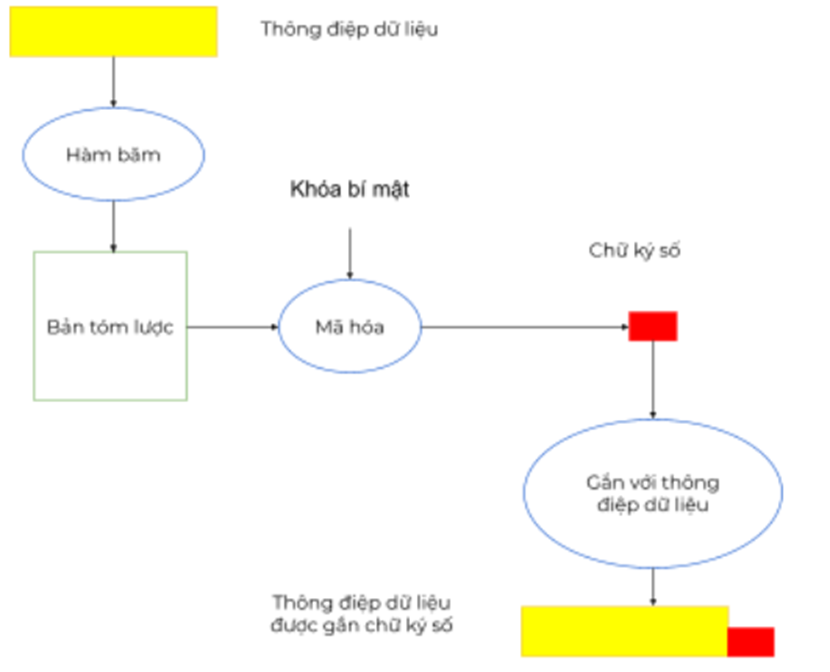 Thông điệp dữ liệu
Hàm băm
Khóa bí mật
Chữ ký số
Bản tóm lược
Mã hóa
Gắn với thông
điệp dữ liệu
Thông điệp dữ liệu
được gắn chữ ký số